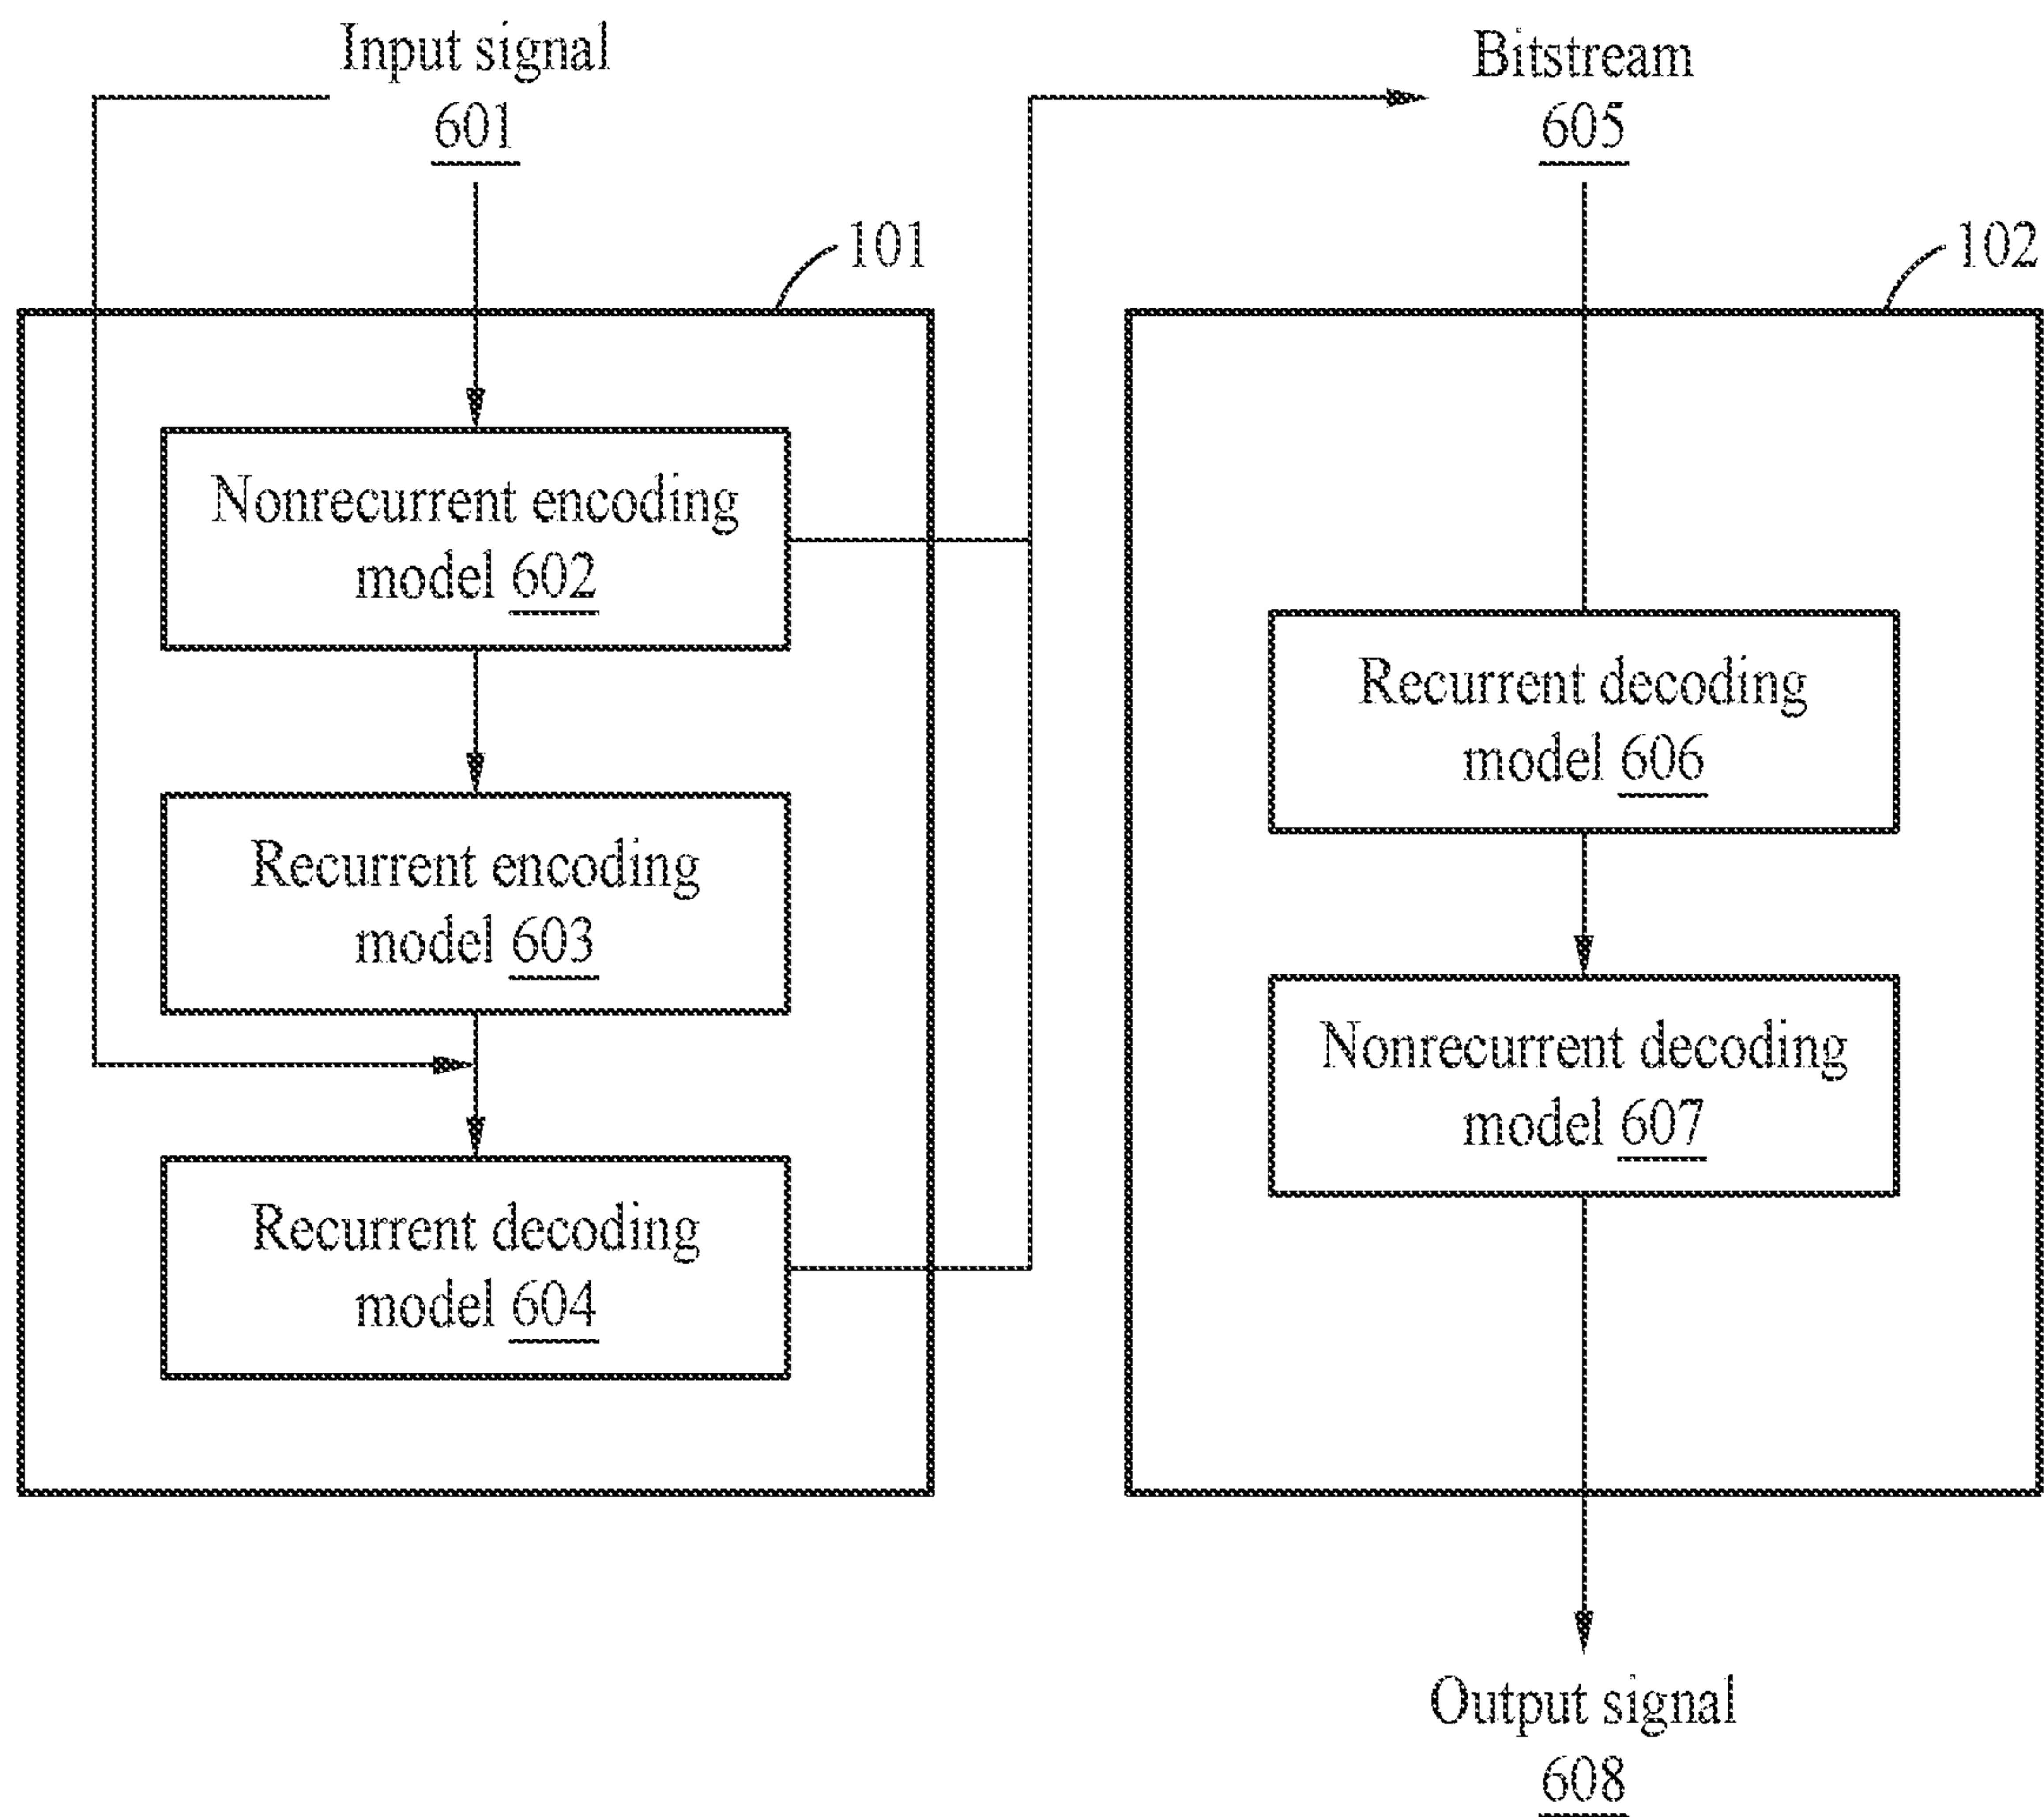 Input signal
601
101
Nonrecurrent encoding
model 602
Recurrent encoding
model 603
Recurrent decoding
model 604
Bitstream
605
102
Recurrent decoding
model 606
Nonrecurrent decoding
model 607
Output signal
608